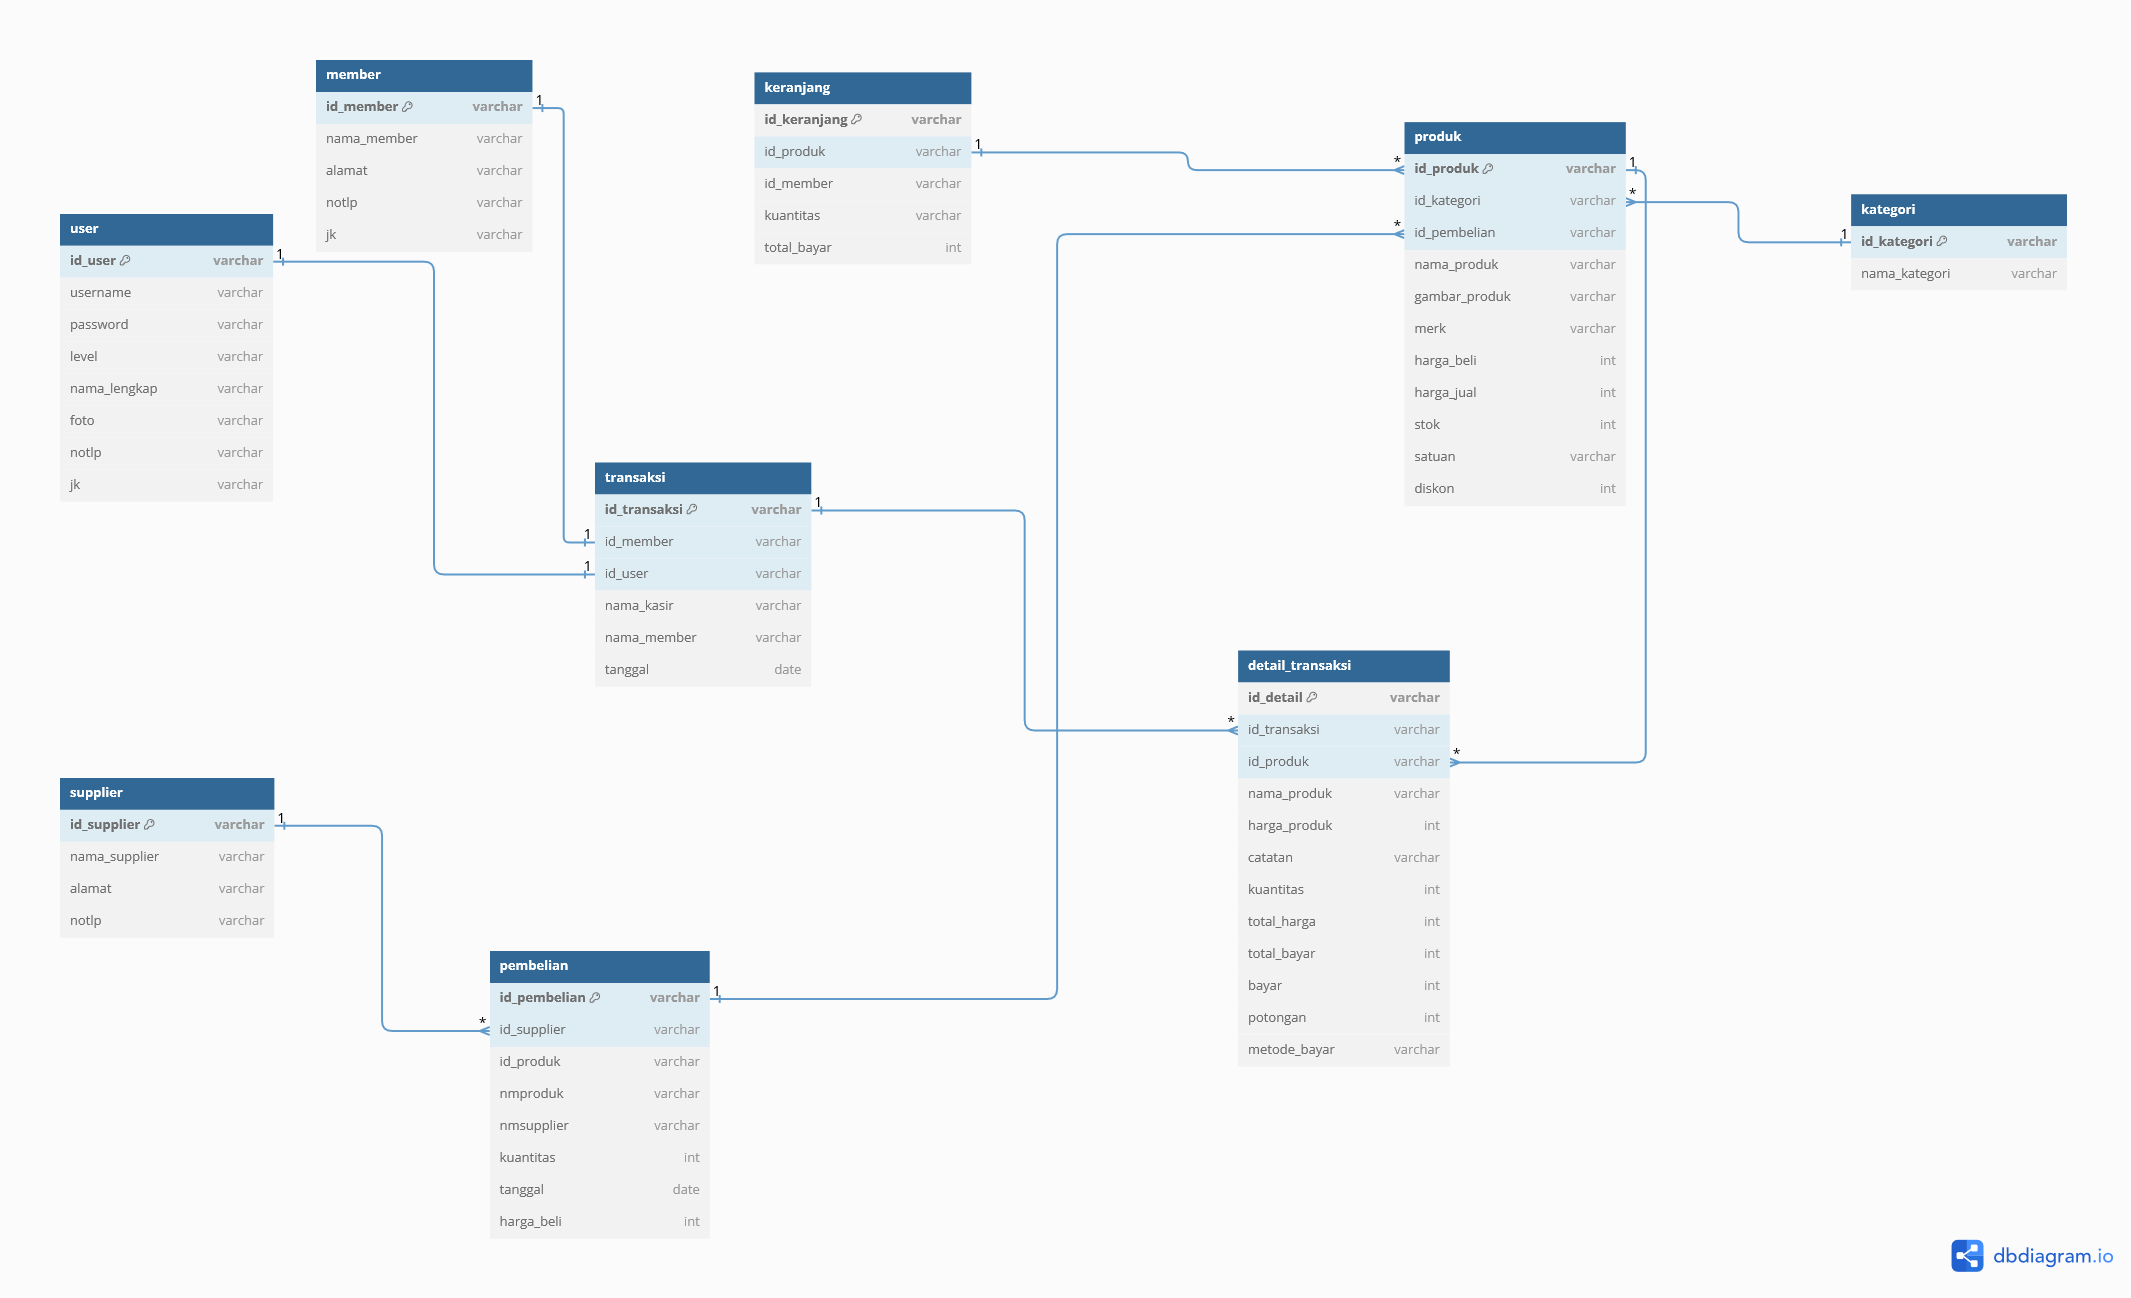 member
id_member varchar
nama_member varchar
alamat varchar
notlp varchar
jk varchar
1
user
id_user varchar
username varchar
password varchar
level varchar
nama_lengkap varchar
foto varchar
notlp varchar
jk varchar
1
keranjang
id_keranjang varchar
id_produk varchar
id_member varchar
kuantitas varchar
total_bayar int
1
*
*
produk
id_produk varchar
id_kategori varchar
id_pembelian varchar
nama_produk varchar
gambar_produk varchar
merk varchar
harga_beli int
harga_jual int
stok int
satuan varchar
diskon int
1
*
1
kategori
id_kategori varchar
nama_kategori varchar
1
1
transaksi
id_transaksi varchar
id_member varchar
id_user varchar
nama_kasir varchar
nama_member varchar
tanggal date
1
*
detail_transaksi
id_detail varchar
id_transaksi varchar
id_produk varchar
nama_produk varchar
harga_produk int
catatan varchar
kuantitas int
total_harga int
total_bayar int
bayar int
potongan int
metode_bayar varchar
*
supplier
id_supplier varchar
nama_supplier varchar
alamat varchar
notlp varchar
1
*
pembelian
id_pembelian varchar
id_supplier varchar
id_produk varchar
nmproduk varchar
nmsupplier varchar
kuantitas int
tanggal date
harga_beli int
1
dbdiagram.io